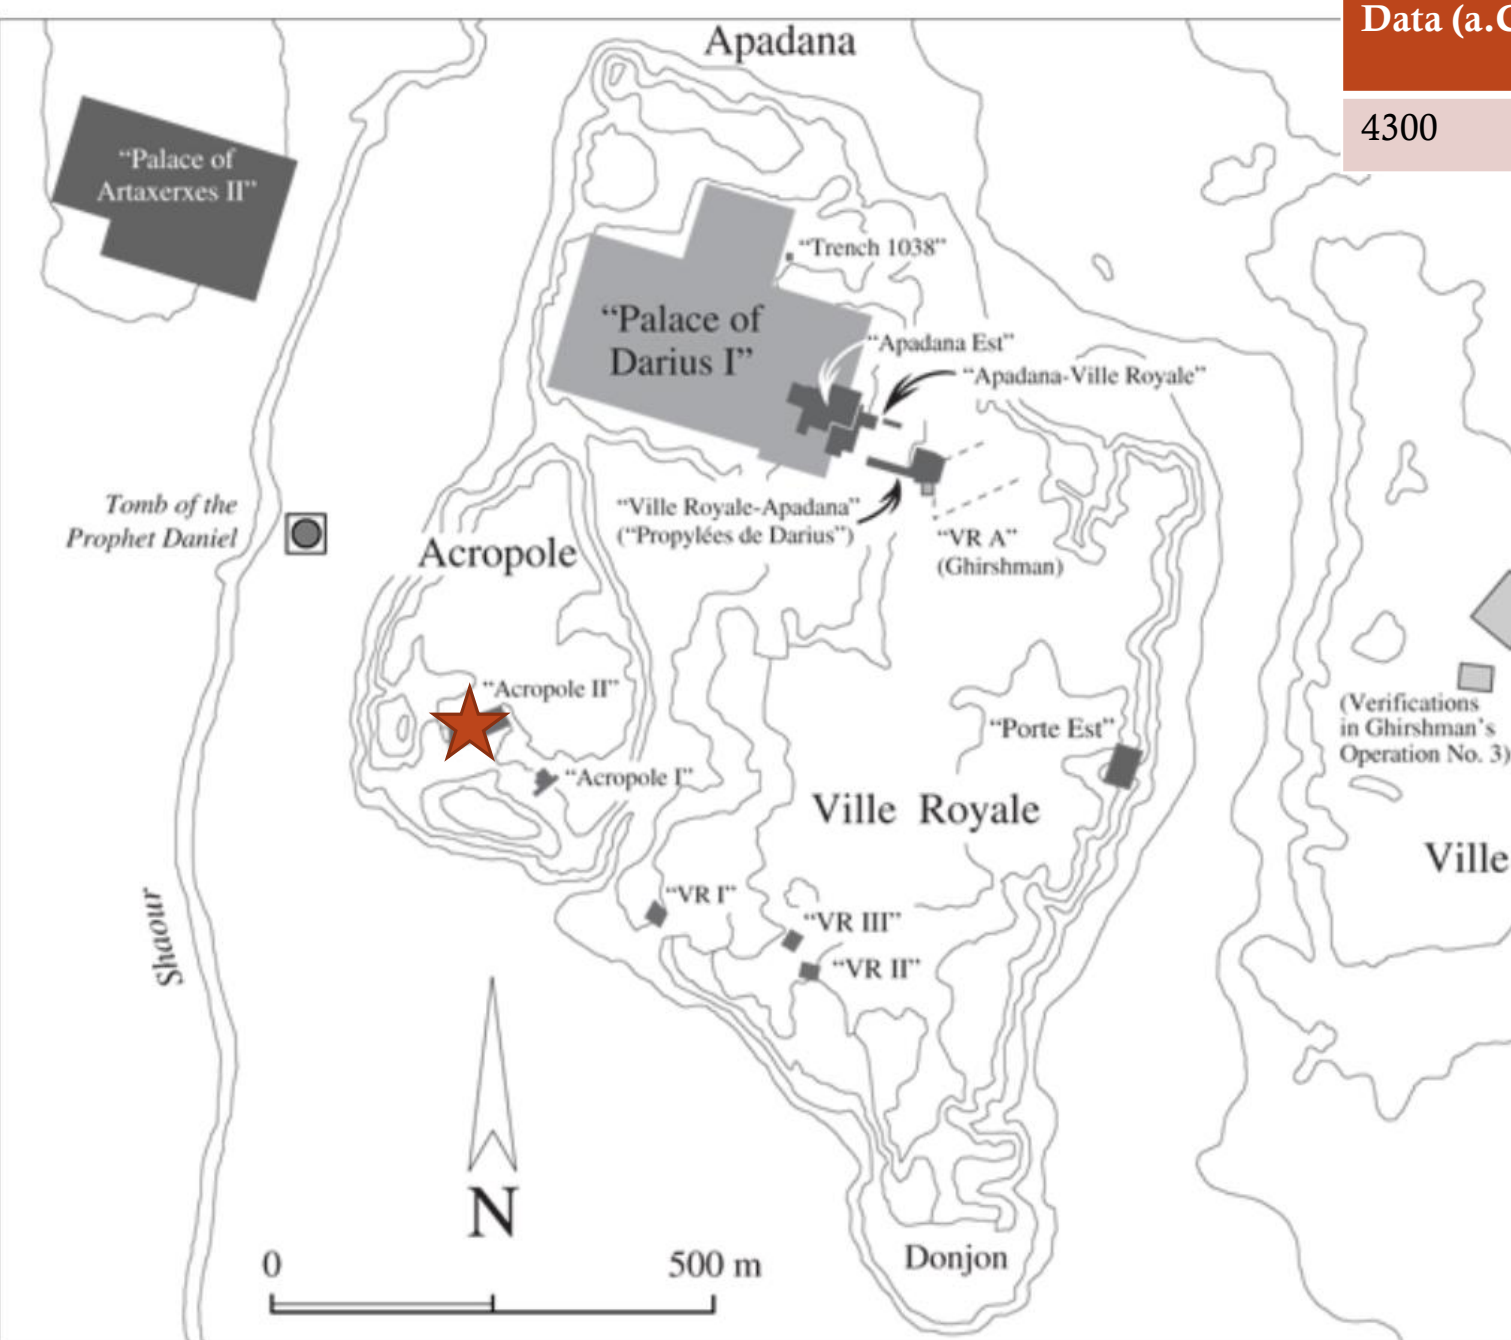 Data (a.C
4300
Apadana
“Palace of
Artaxerxes II”
“Trench 1038”
“Palace of
Darius I”
“Apadana Est”
“Apadana-Ville Royale”
Tomb of the
Prophet Daniel
“Ville Royale-Apadana”
(“Propylées de Darius”)
“VR A”
(Ghirshman)
Acropole
“Acropole II”
“Acropole I”
“Porte Est”
(Verifications
in Ghirshman’s
Operation No. 3)
Ville Royale
Ville
“VR I”
“VR III”
“VR II”
Shaour
N
0
500 m
Donjon